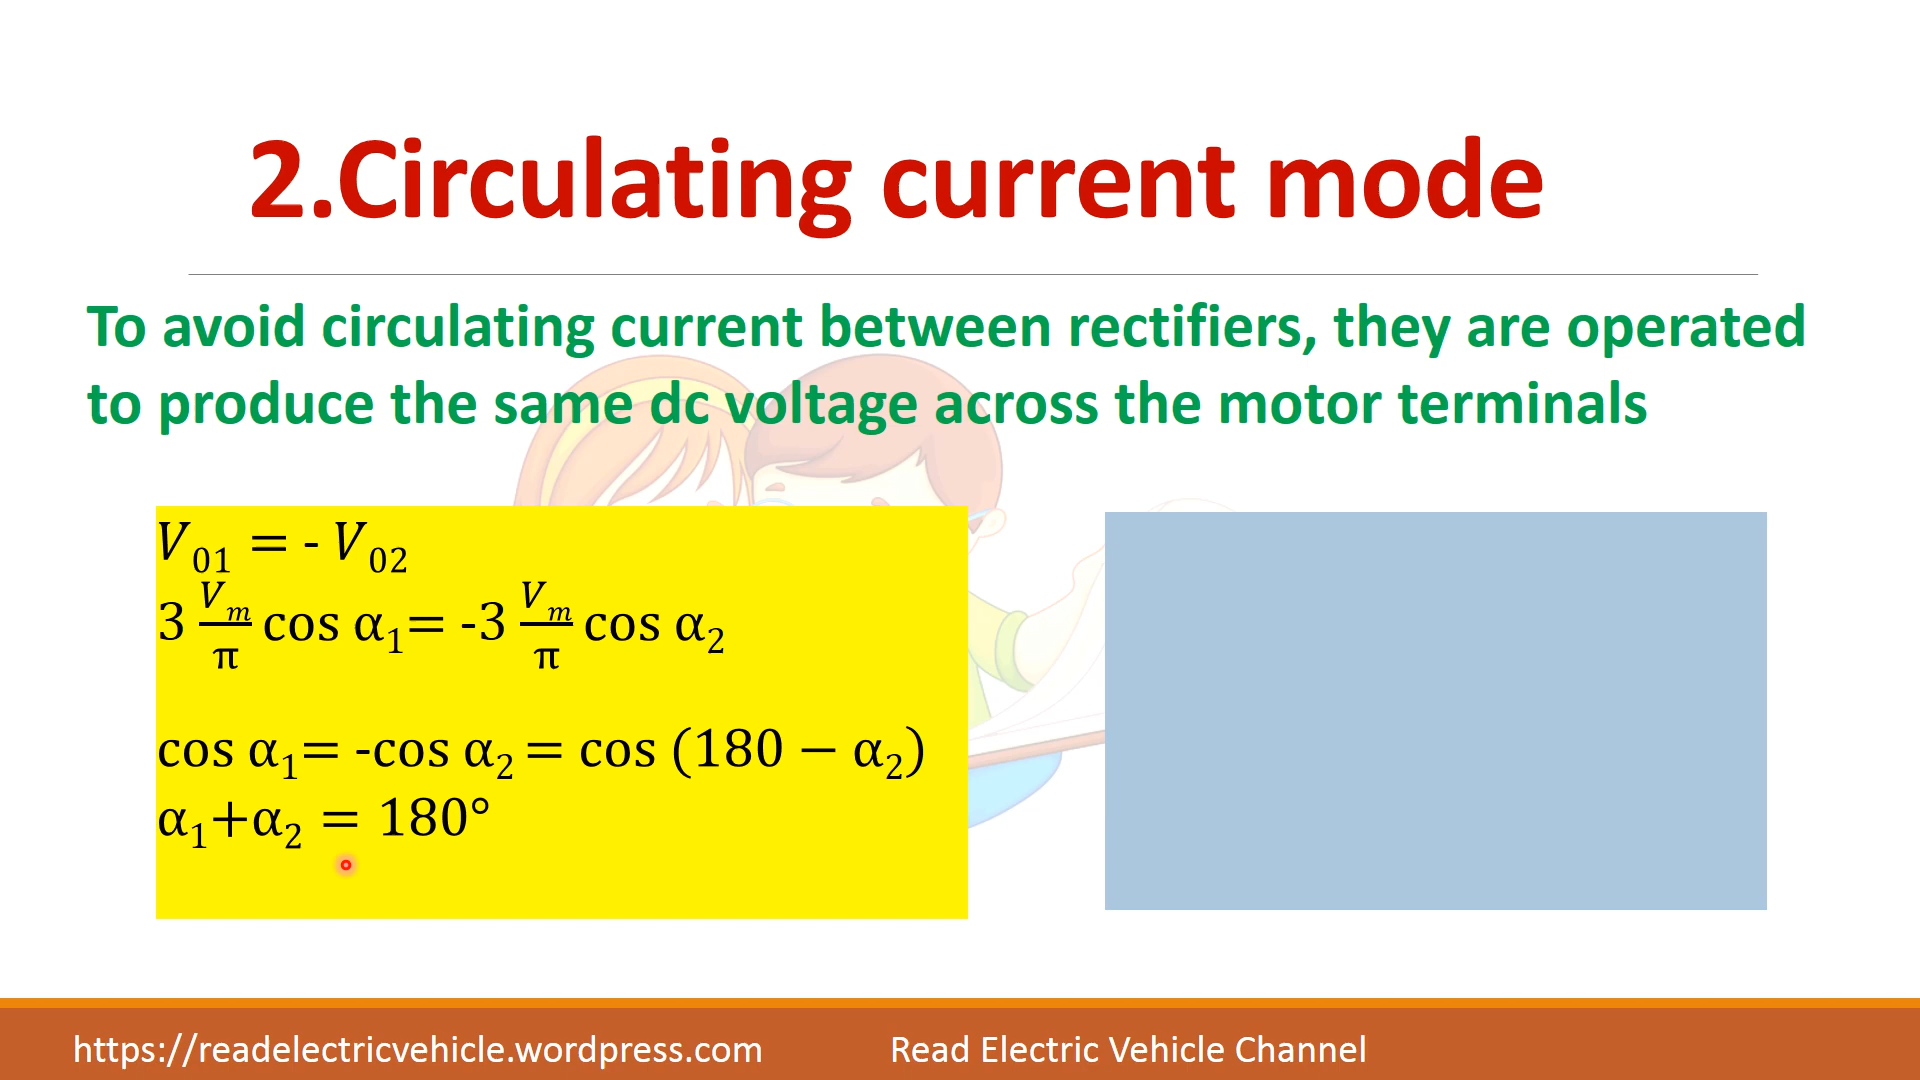 2.Circulating current mode
To avoid circulating current between rectifiers, they are operated
to produce the same dc voltage across the motor terminals
V₀₁ = - V₀₂
3 Vₘ/π cos α₁= -3 Vₘ/π cos α₂
cos α₁= -cos α₂ = cos (180 − α₂)
α₁+α₂ = 180°
https://readelectricvehicle.wordpress.com Read Electric Vehicle Channel